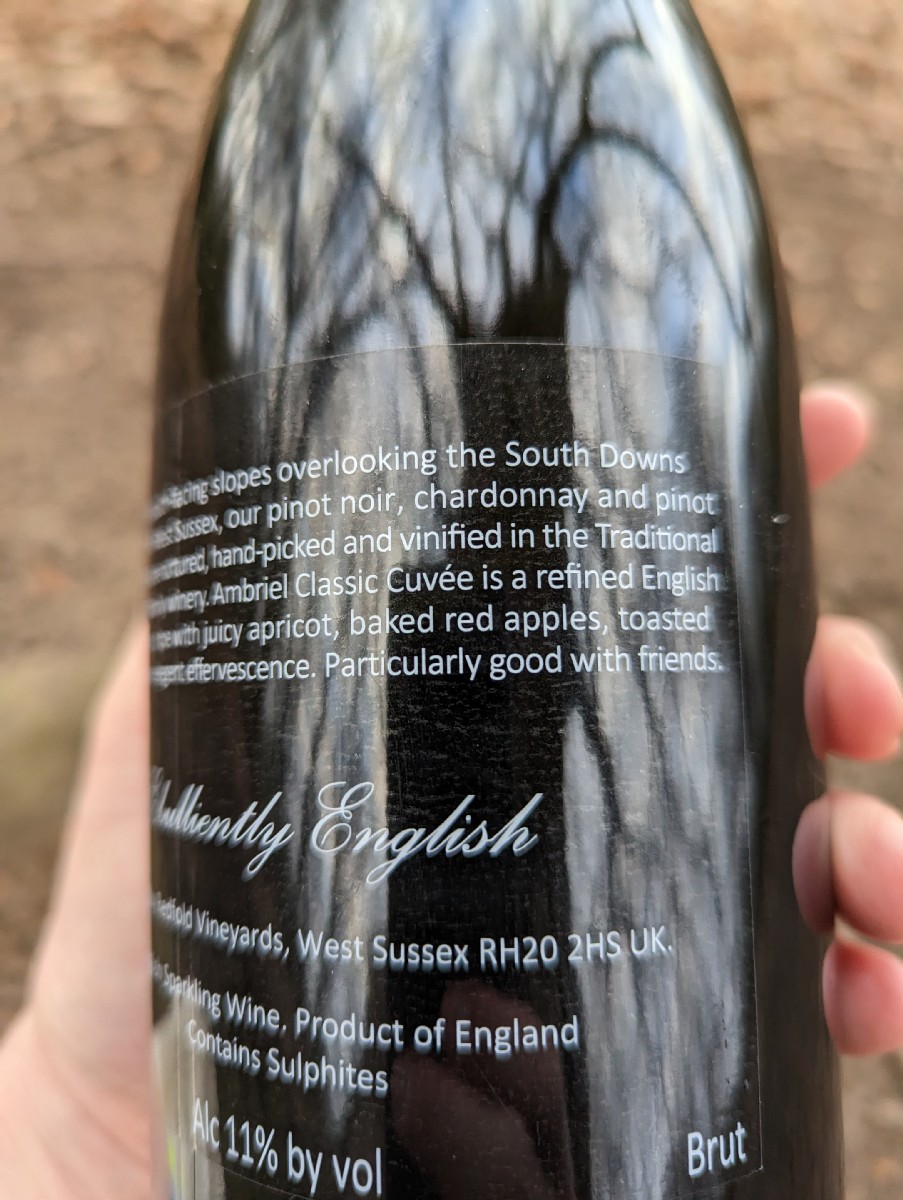 slopes overlooking the South Downs
Sussex, our pinot noir, chardonnay and pinot
hand-picked and vinified in the Traditional
winery. Ambriel Classic Cuvée is a refined English
with juicy apricot, baked red apples, toasted
effervescence. Particularly good with friends.
Ebulliently English
Redfold Vineyards, West Sussex RH20 2HS UK.
Sparkling Wine. Product of England
Contains Sulphites
Alc 11% by vol Brut